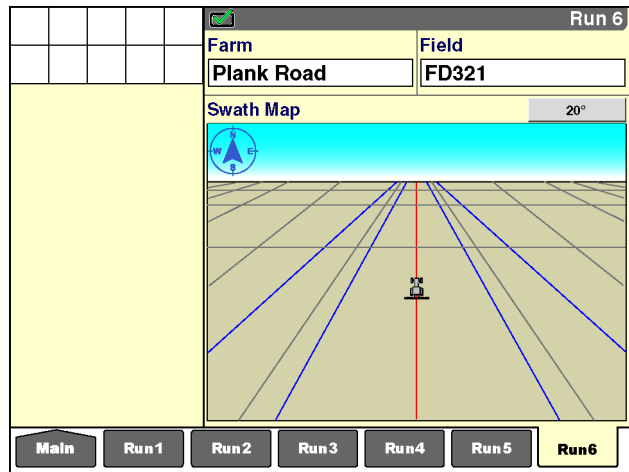 Run 6
Farm
Field
Plank Road
FD321
Swath Map
20°
N
W
E
S
Main
Run1
Run2
Run3
Run4
Run5
Run6